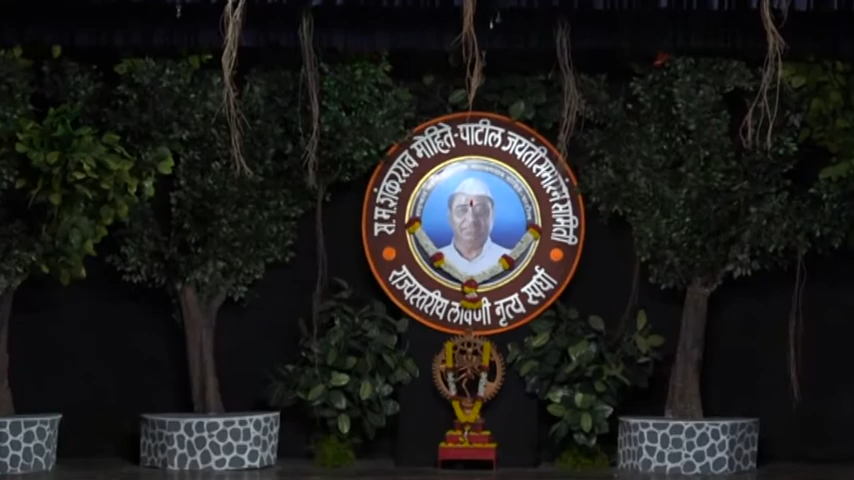 स.म.शंकरराव मोहिते-पाटील जयंती समारंभ समिती
राज्यस्तरीय लावणी नृत्य स्पर्धा